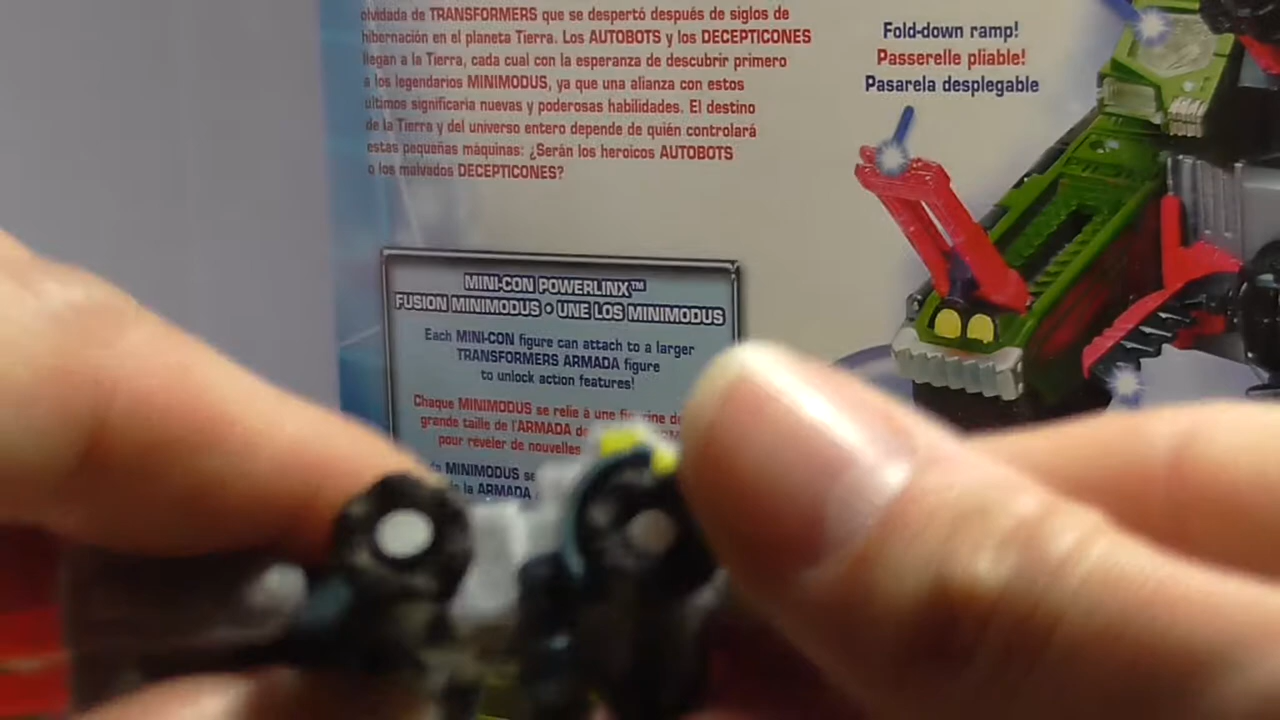 olvidada de TRANSFORMERS que se despertó después de siglos de
hibernación en el planeta Tierra. Los AUTOBOTS y los DECEPTICONES
llegan a la Tierra, cada cual con la esperanza de descubrir primero
a los legendarios MINIMODUS, ya que una alianza con estos
últimos significaría nuevas y poderosas habilidades. El destino
de la Tierra y del universo entero depende de quién controlará
estas pequeñas máquinas: ¿Serán los heroicos AUTOBOTS
o los malvados DECEPTICONES?
Fold-down ramp!
Passerelle pliable!
Pasarela desplegable
MINI-CON POWERLINX™
FUSION MINIMODUS • UNE LOS MINIMODUS
Each MINI-CON figure can attach to a larger
TRANSFORMERS ARMADA figure
to unlock action features!
Chaque MINIMODUS se relie à une figurine de
grande taille de l'ARMADA
pour révéler de nouvelles
MINIMODUS se
de la ARMADA